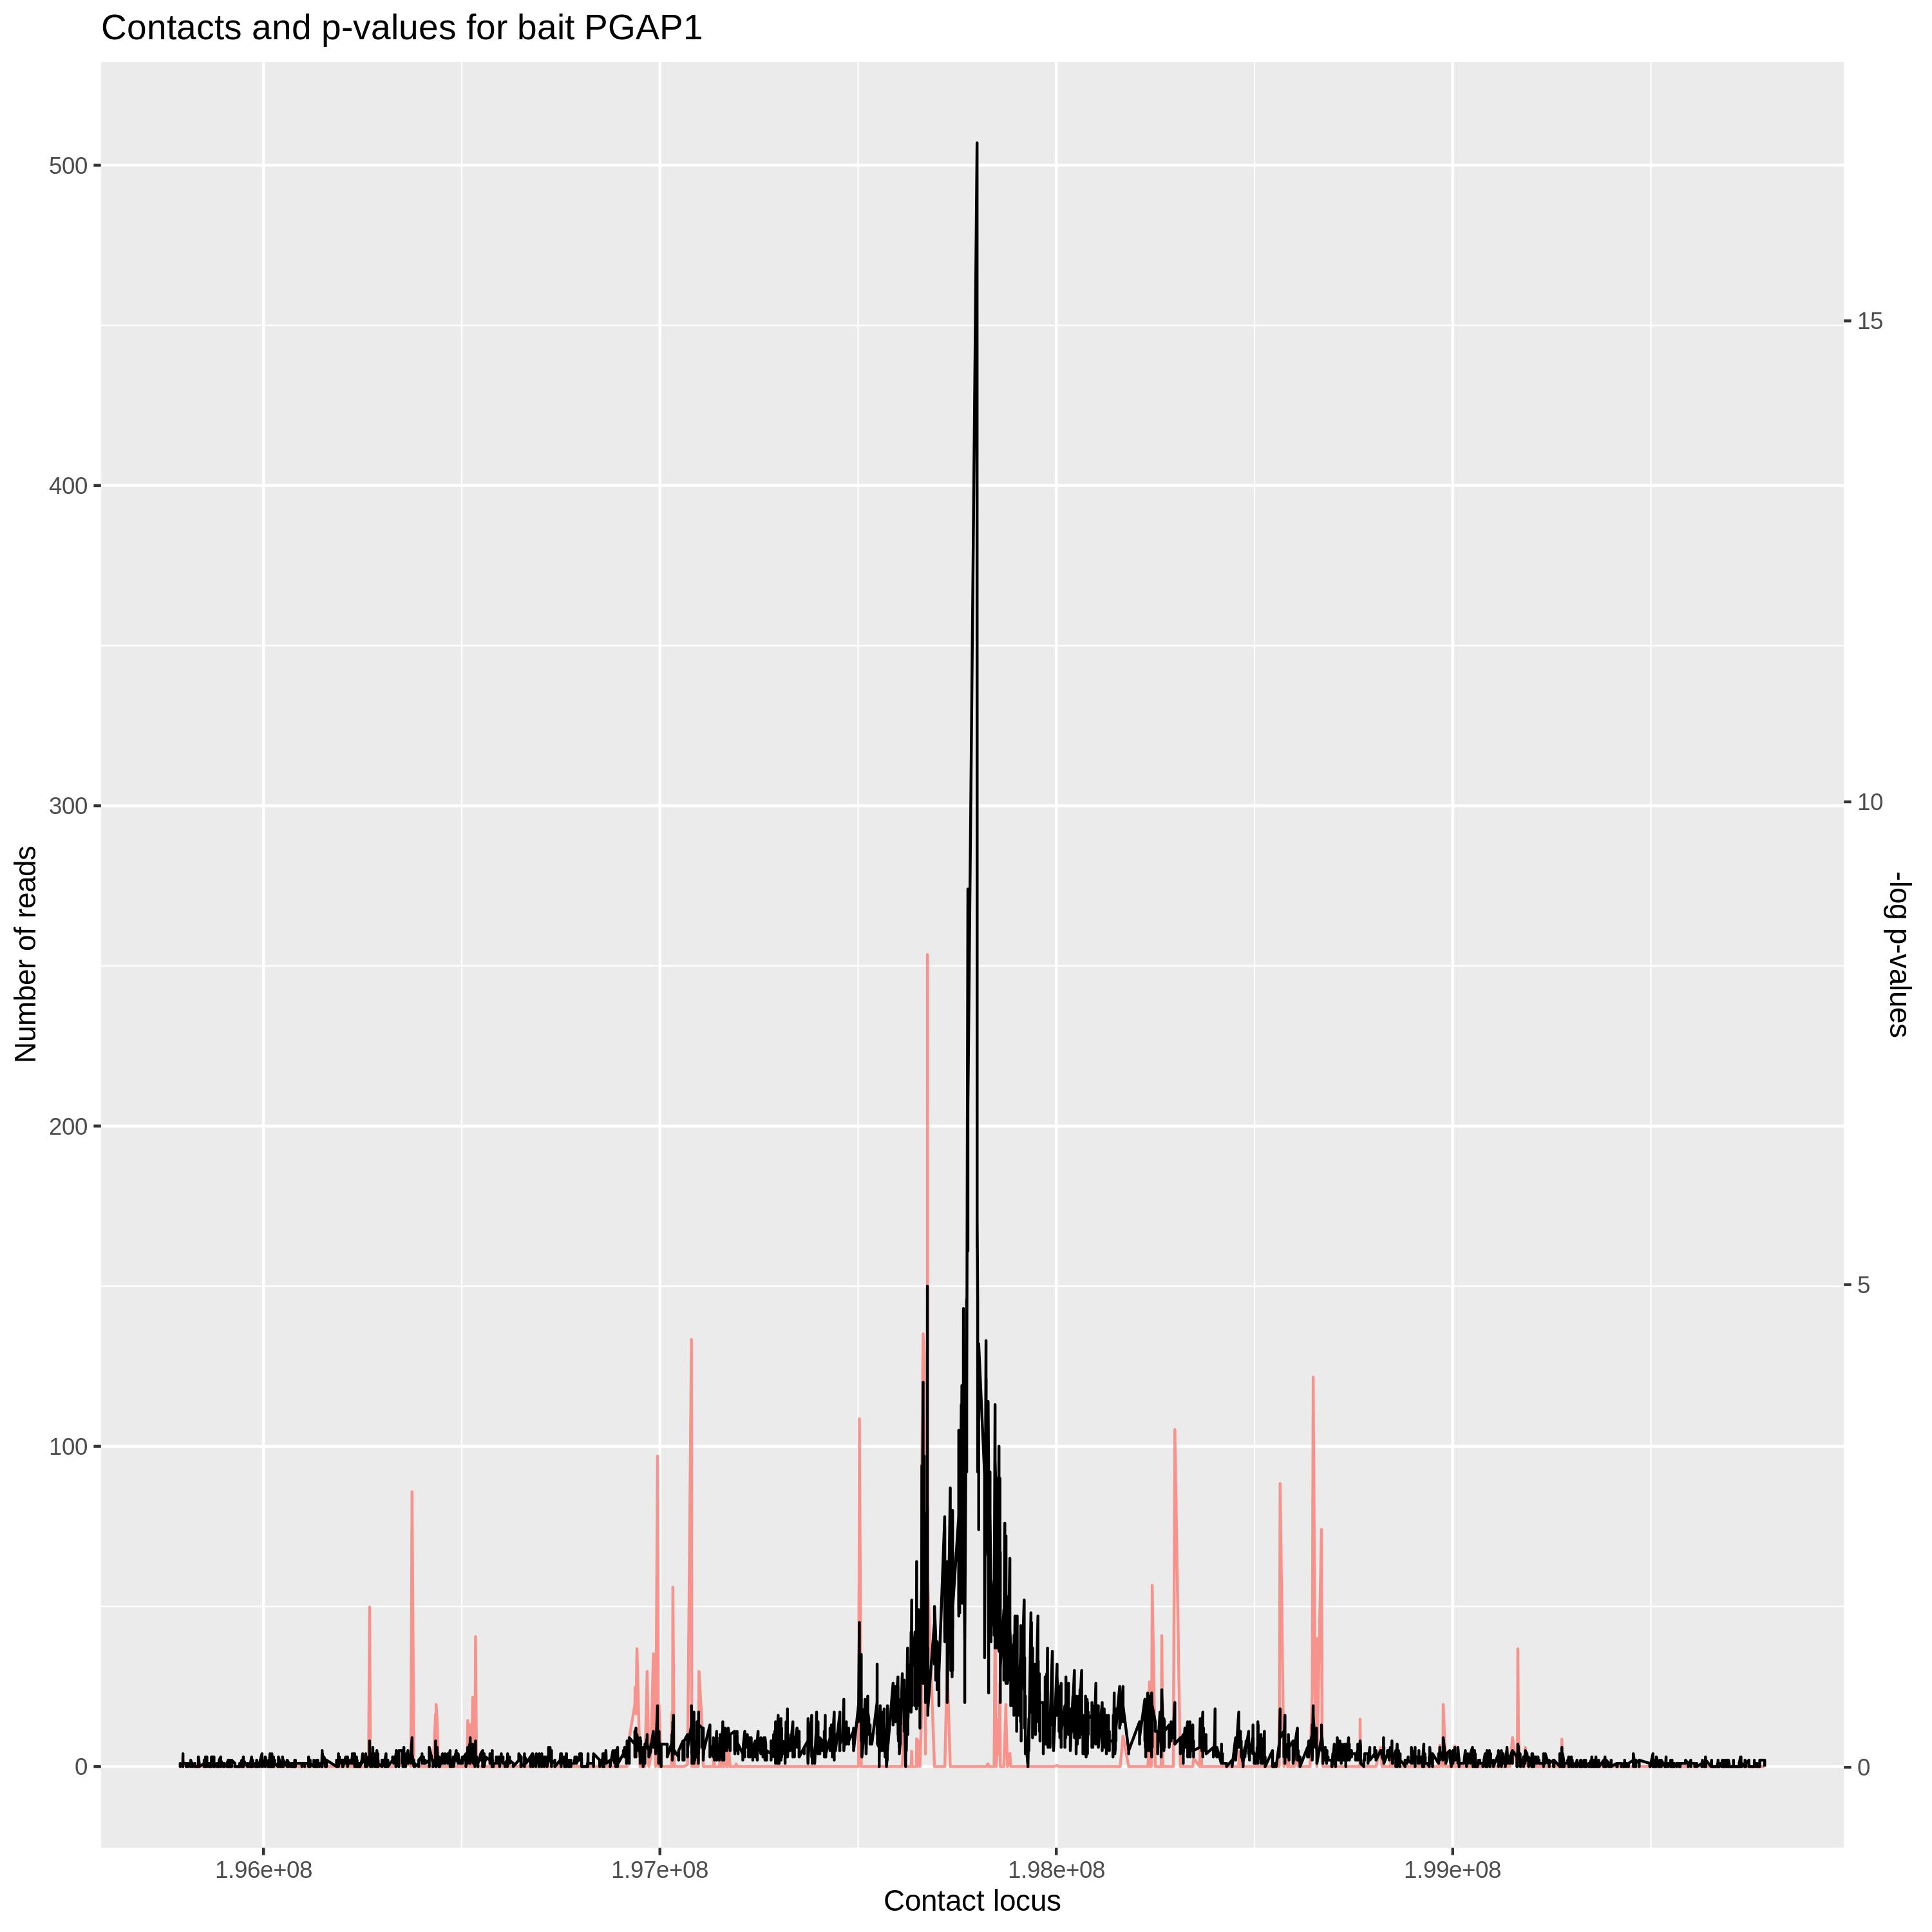 Contacts and p-values for bait PGAP1
500
400
300
200
100
0
Number of reads
15
10
5
0
-log p-values
1.96e+08
1.97e+08
1.98e+08
1.99e+08
Contact locus